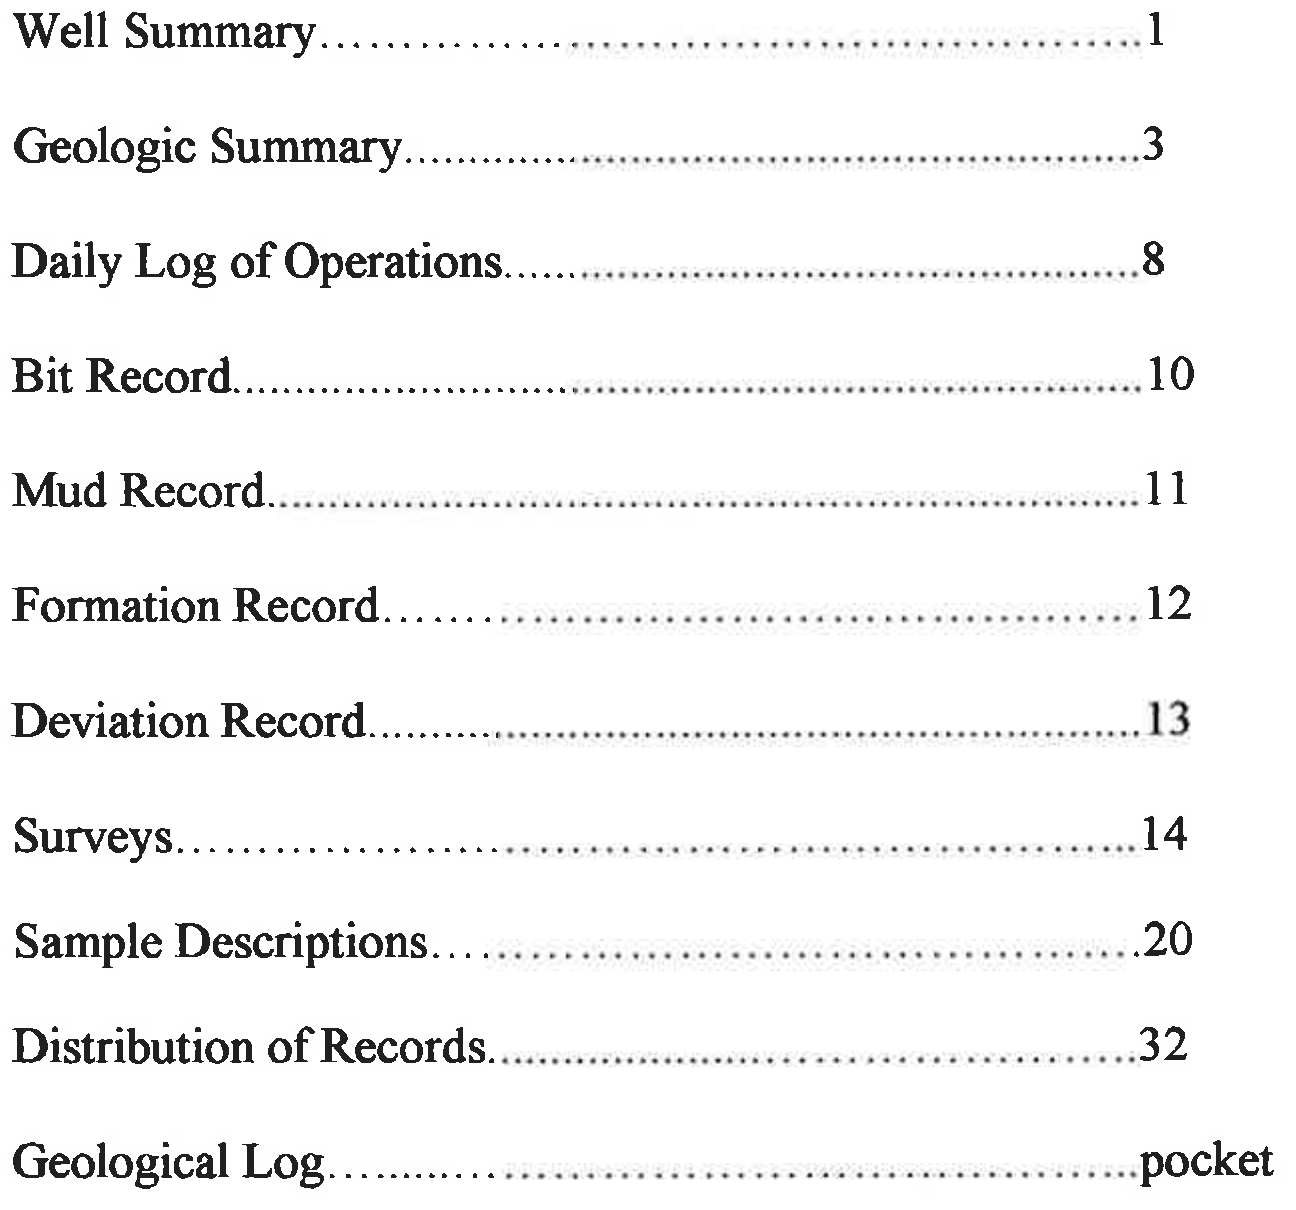 Well Summary........................................................1
Geologic Summary........................................................3
Daily Log of Operations........................................................8
Bit Record........................................................10
Mud Record........................................................11
Formation Record........................................................12
Deviation Record........................................................13
Surveys........................................................14
Sample Descriptions........................................................20
Distribution of Records........................................................32
Geological Log........................................................pocket